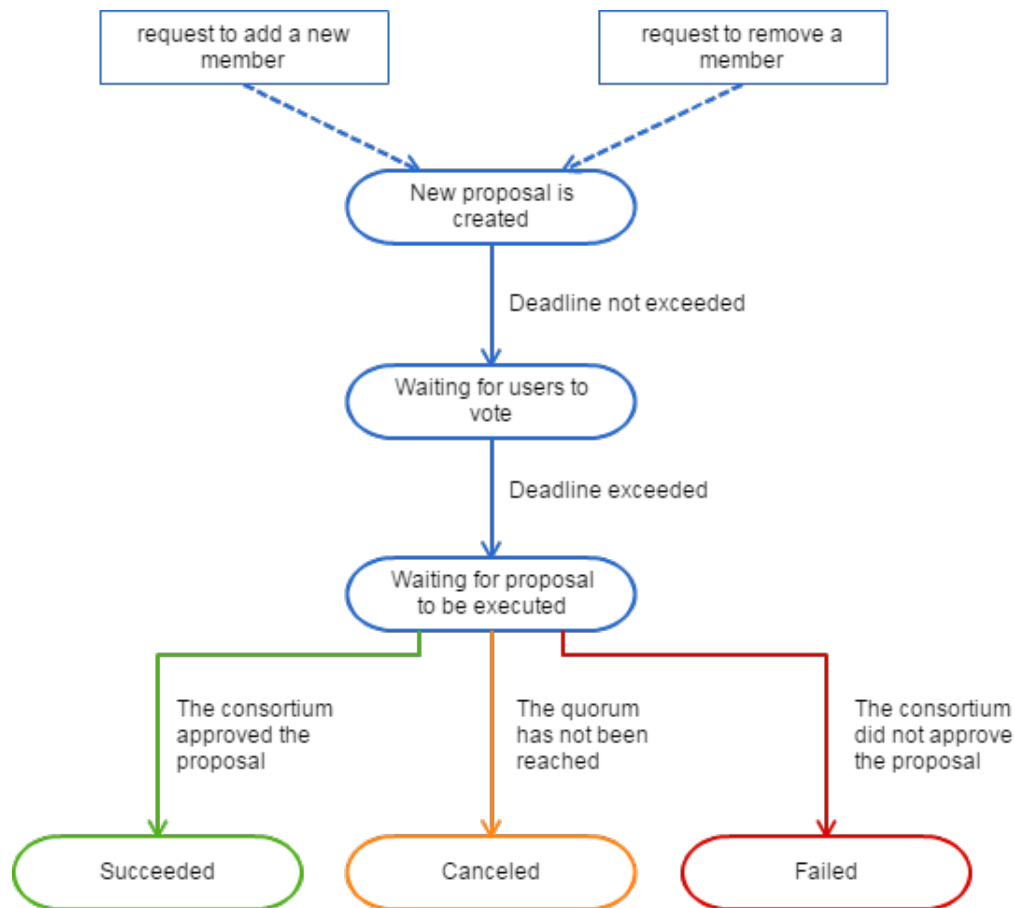 request to add a new
member
request to remove a
member
New proposal is
created
Deadline not exceeded
Waiting for users to
vote
Deadline exceeded
Waiting for proposal
to be executed
The consortium
approved the
proposal
The quorum
has not been
reached
The consortium
did not approve
the proposal
Succeeded
Canceled
Failed